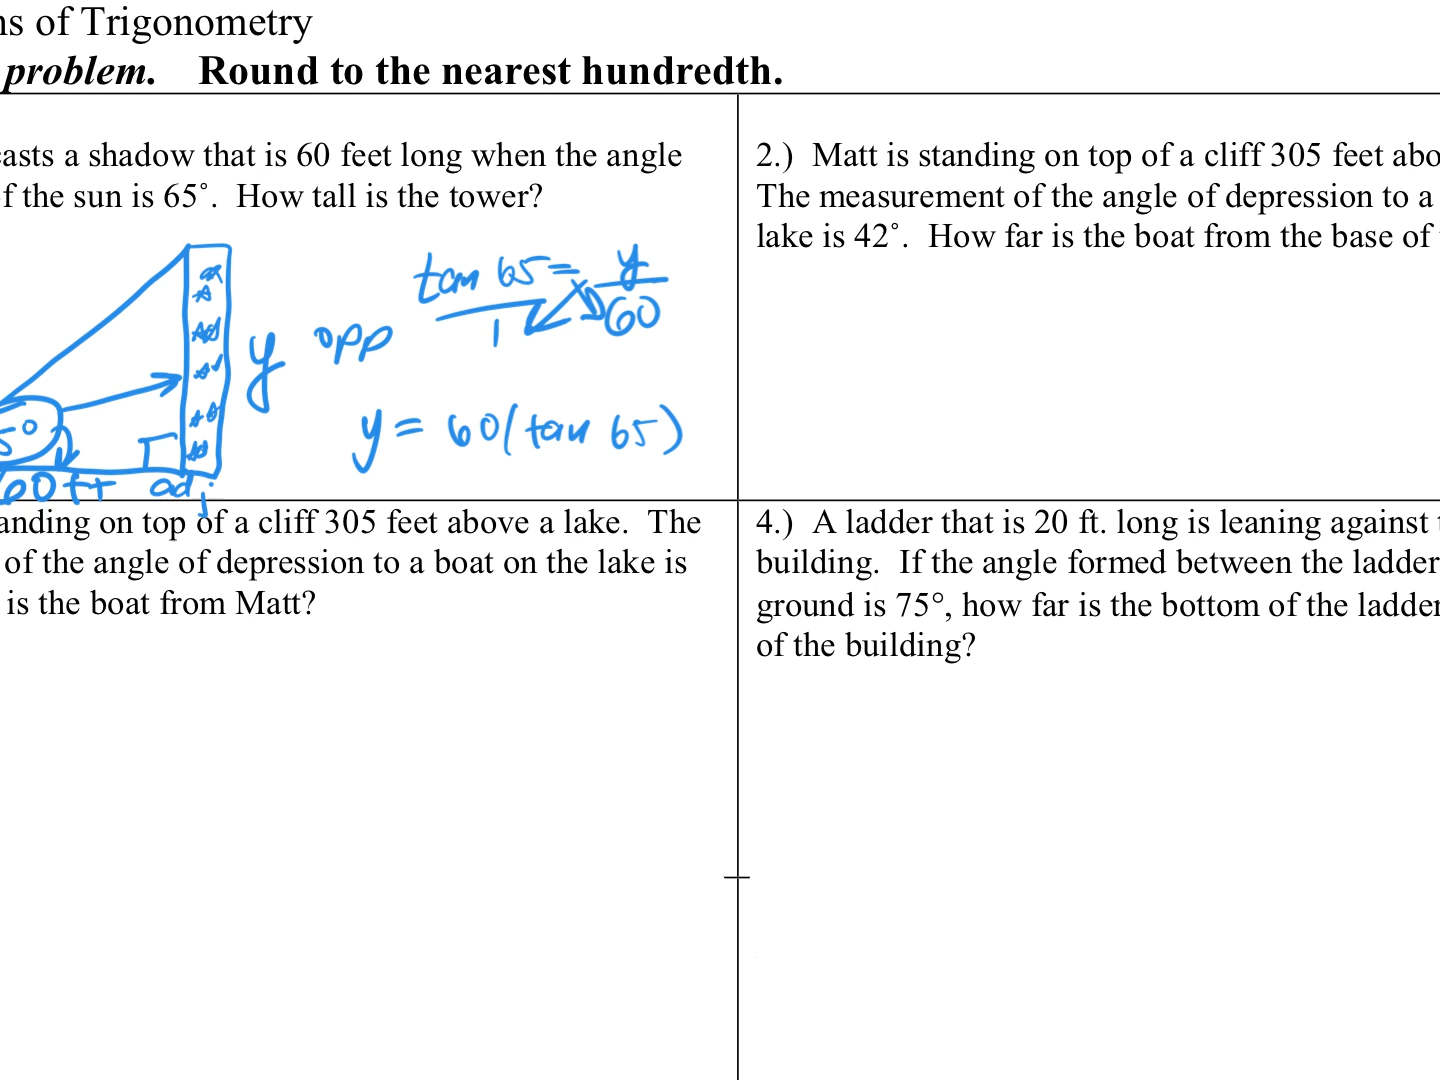 ns of Trigonometry
problem. Round to the nearest hundredth.
casts a shadow that is 60 feet long when the angle
f the sun is 65°. How tall is the tower?
tan 65 = y
1 60
y opp
y = 60(tan 65)
5°
60ft adj
2.) Matt is standing on top of a cliff 305 feet abo
The measurement of the angle of depression to a
lake is 42°. How far is the boat from the base of
anding on top of a cliff 305 feet above a lake. The
of the angle of depression to a boat on the lake is
is the boat from Matt?
4.) A ladder that is 20 ft. long is leaning against
building. If the angle formed between the ladder
ground is 75°, how far is the bottom of the ladder
of the building?